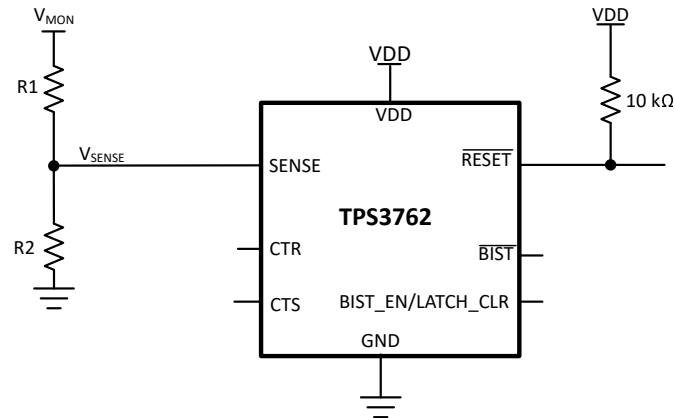 VMON
VDD
VDD
R1
10 kΩ
VDD
VSENSE
SENSE
RESET
TPS3762
R2
CTR
BIST
CTS
BIST_EN/LATCH_CLR
GND